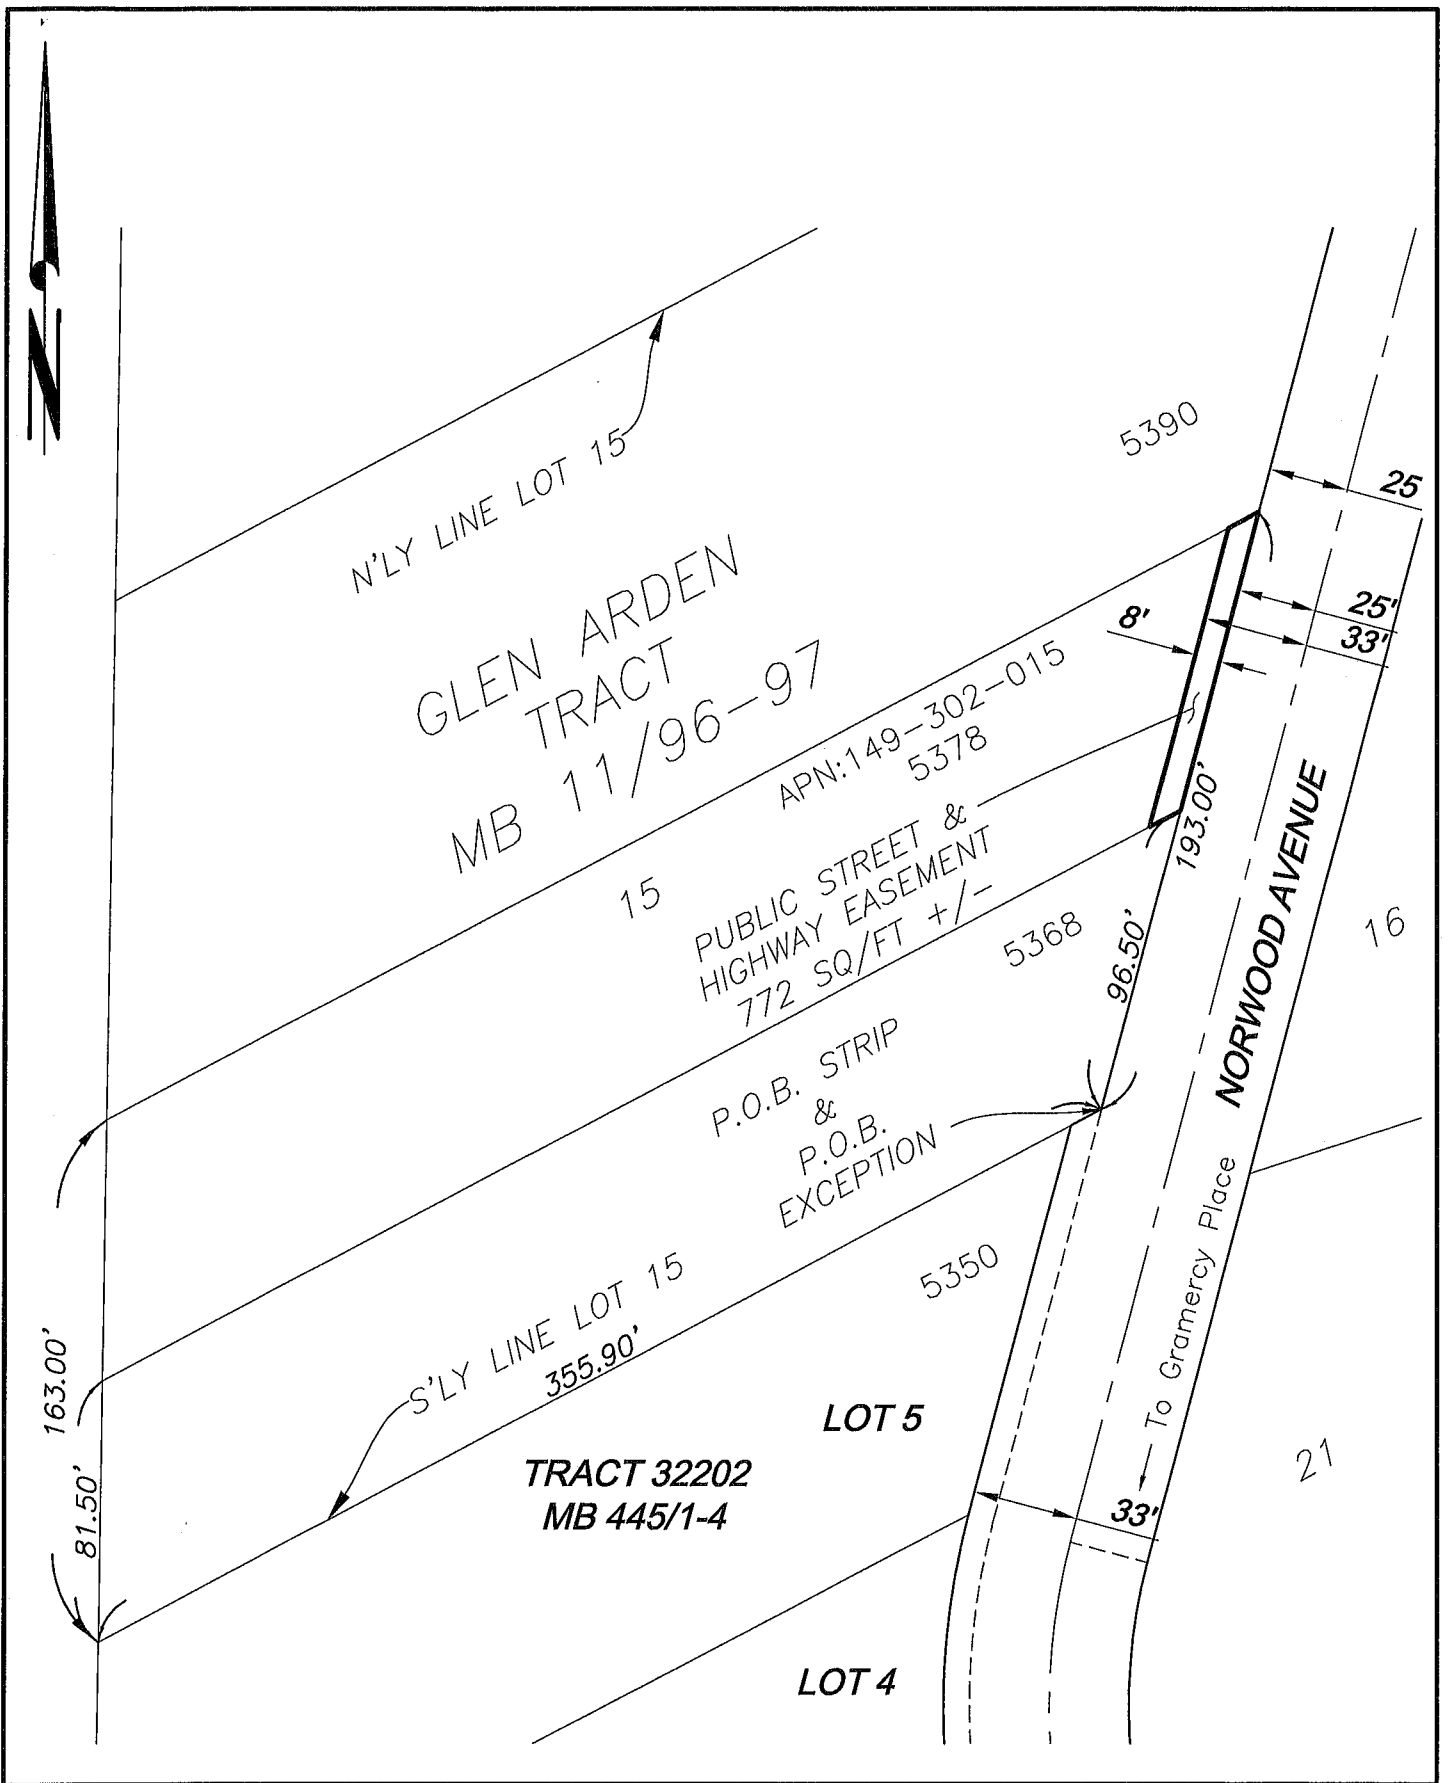 N
N'LY LINE LOT 15
5390
25
GLEN ARDEN
TRACT
MB 11/96-97
8'
25'
33'
APN:149-302-015
5378
15
PUBLIC STREET &
HIGHWAY EASEMENT
772 SQ/FT +/-
193.00'
NORWOOD AVENUE
5368
96.50'
16
P.O.B. STRIP
&
P.O.B.
EXCEPTION
5350
To Gramercy Place
163.00'
81.50'
S'LY LINE LOT 15
355.90'
LOT 5
TRACT 32202
MB 445/1-4
21
33'
LOT 4